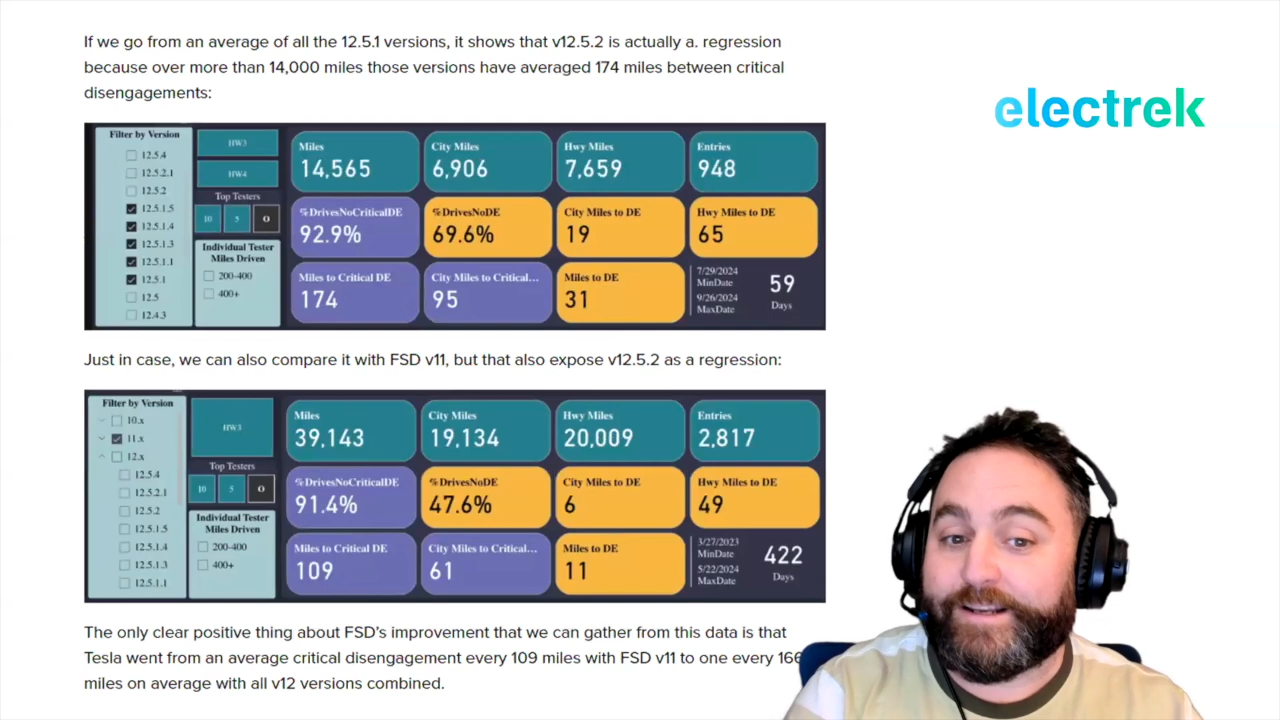 If we go from an average of all the 12.5.1 versions, it shows that v12.5.2 is actually a. regression
because over more than 14,000 miles those versions have averaged 174 miles between critical
disengagements:
electrek
Filter by Version
12.5.4
12.5.2.1
12.5.2
12.5.1.5
12.5.1.4
12.5.1.3
12.5.1.1
12.5.1
12.5
12.4.3
HW3
HW4
Top Testers
10 5 0
Individual Tester
Miles Driven
200-400
400+
Miles
14,565
City Miles
6,906
Hwy Miles
7,659
Entries
948
%DrivesNoCriticalDE
92.9%
%DrivesNoDE
69.6%
City Miles to DE
19
Hwy Miles to DE
65
Miles to Critical DE
174
City Miles to Critical...
95
Miles to DE
31
7/29/2024
MinDate
9/26/2024
MaxDate
59
Days
Just in case, we can also compare it with FSD v11, but that also expose v12.5.2 as a regression:
Filter by Version
10.x
11.x
12.x
12.5.4
12.5.2.1
12.5.2
12.5.1.5
12.5.1.4
12.5.1.3
12.5.1.1
HW3
Top Testers
10 5 0
Individual Tester
Miles Driven
200-400
400+
Miles
39,143
City Miles
19,134
Hwy Miles
20,009
Entries
2,817
%DrivesNoCriticalDE
91.4%
%DrivesNoDE
47.6%
City Miles to DE
6
Hwy Miles to DE
49
Miles to Critical DE
109
City Miles to Critical...
61
Miles to DE
11
3/27/2023
MinDate
5/22/2024
MaxDate
422
Days
The only clear positive thing about FSD's improvement that we can gather from this data is that
Tesla went from an average critical disengagement every 109 miles with FSD v11 to one every 166
miles on average with all v12 versions combined.